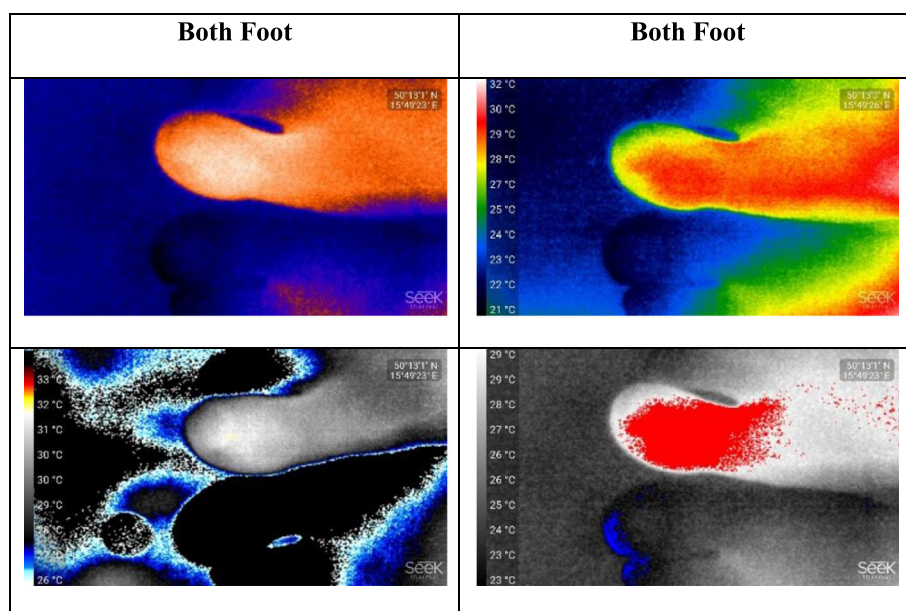 Both Foot
Both Foot
50°13'1" N
15°49'23" E
Seek
32 °C
30 °C
29 °C
28 °C
27 °C
25 °C
24 °C
23 °C
22 °C
21 °C
50°13'0" N
15°49'26" E
Seek
33 °C
32 °C
31 °C
30 °C
29 °C
28 °C
27 °C
26 °C
50°13'1" N
15°49'23" E
Seek
29 °C
29 °C
28 °C
27 °C
26 °C
26 °C
25 °C
24 °C
23 °C
23 °C
50°13'1" N
15°49'23" E
Seek